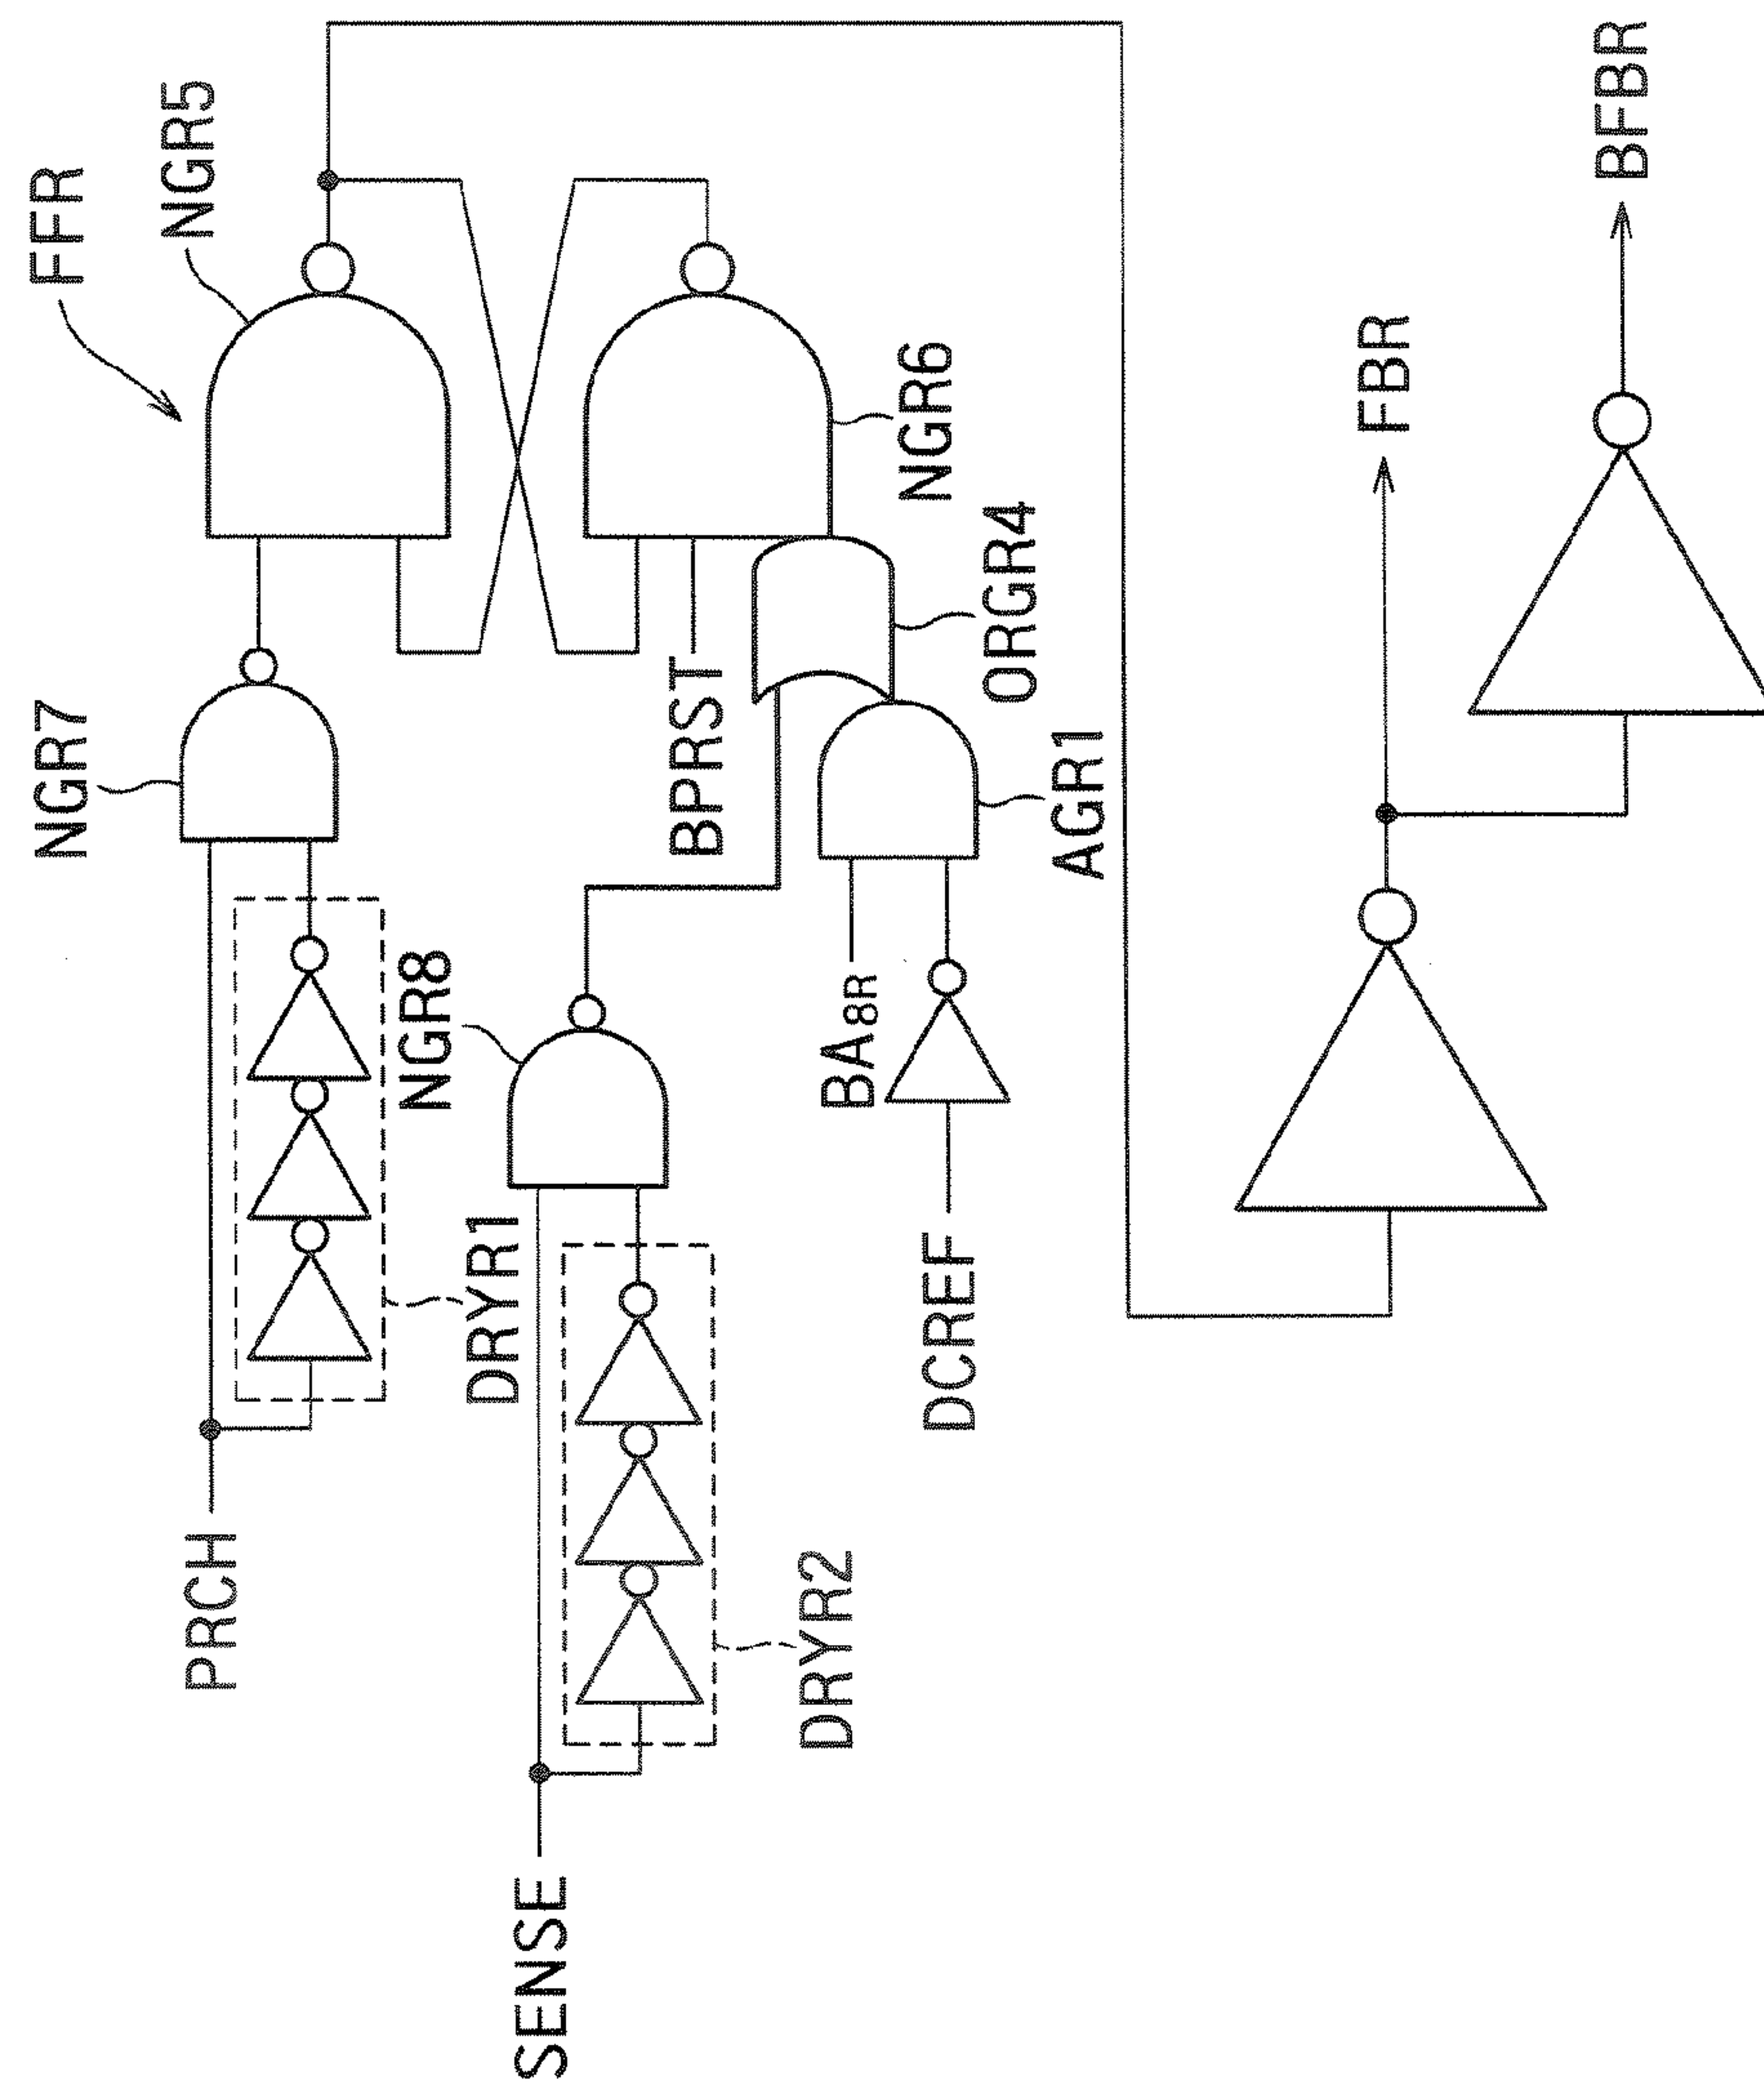 FFR
NGR5
NGR7
PRCH
DRYR1
NGR8
SENSE
DRYR2
BPRST
NGR6
ORGR4
BA8R
AGR1
DCREF
FBR
BFBR